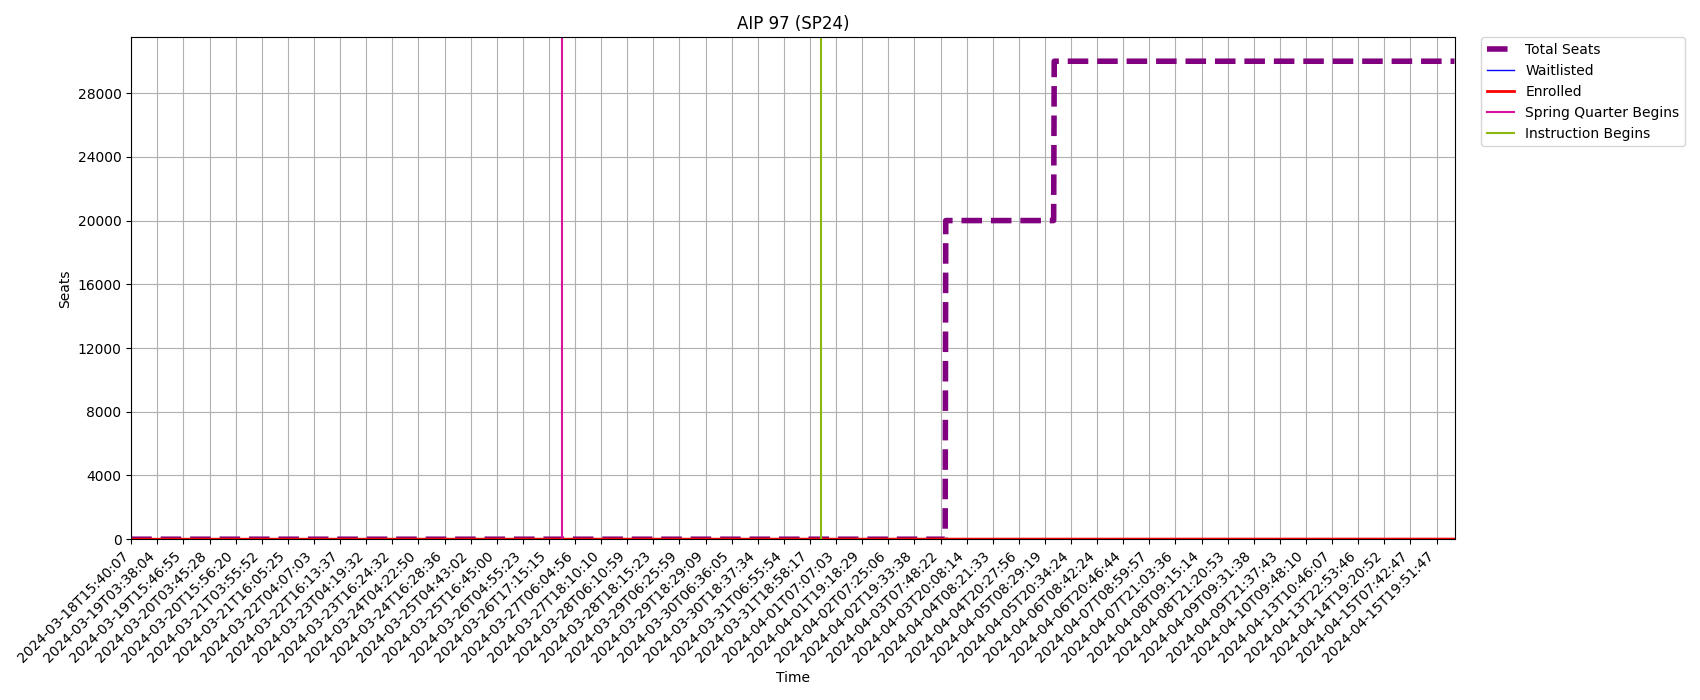 AIP 97 (SP24)
Total Seats
Waitlisted
Enrolled
Spring Quarter Begins
Instruction Begins
Seats
28000
24000
20000
16000
12000
8000
4000
0
2024-03-18T15:40:07
2024-03-19T03:38:04
2024-03-19T15:46:55
2024-03-20T03:45:28
2024-03-20T15:56:20
2024-03-21T03:55:52
2024-03-21T16:05:25
2024-03-22T04:07:03
2024-03-22T16:13:37
2024-03-23T04:19:32
2024-03-23T16:24:32
2024-03-24T04:22:50
2024-03-24T16:28:36
2024-03-25T04:43:02
2024-03-25T16:45:00
2024-03-26T04:55:23
2024-03-26T17:15:15
2024-03-27T06:04:56
2024-03-27T18:10:10
2024-03-28T06:10:59
2024-03-28T18:15:23
2024-03-29T06:25:59
2024-03-29T18:29:09
2024-03-30T06:36:05
2024-03-30T18:37:34
2024-03-31T06:55:54
2024-03-31T18:58:17
2024-04-01T07:07:03
2024-04-01T19:18:29
2024-04-02T07:25:06
2024-04-02T19:33:38
2024-04-03T07:48:22
2024-04-03T20:08:14
2024-04-04T08:21:33
2024-04-04T20:27:56
2024-04-05T08:29:19
2024-04-05T20:34:24
2024-04-06T08:42:24
2024-04-06T20:46:44
2024-04-07T08:59:57
2024-04-07T21:03:36
2024-04-08T09:15:14
2024-04-08T21:20:53
2024-04-09T09:31:38
2024-04-09T21:37:43
2024-04-10T09:48:10
2024-04-13T10:46:07
2024-04-13T22:53:46
2024-04-14T19:20:52
2024-04-15T07:42:47
2024-04-15T19:51:47
Time